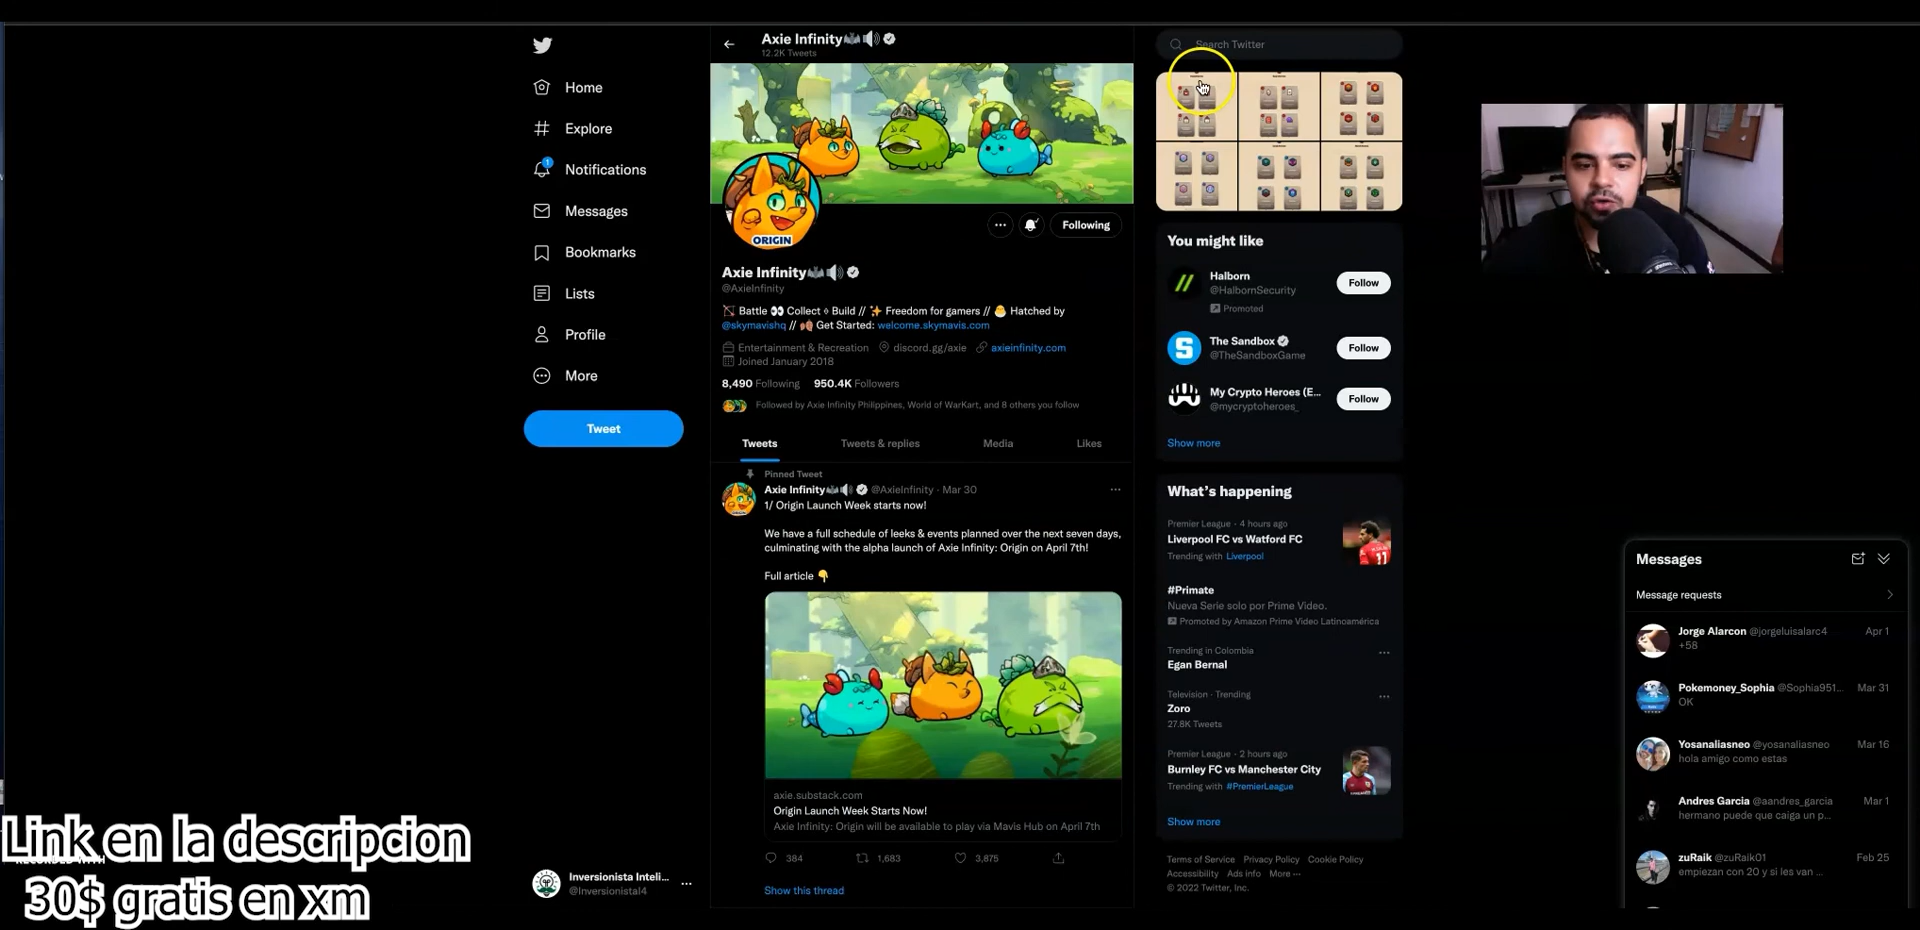 Home
Explore
1
Notifications
Messages
Bookmarks
Lists
Profile
More
Tweet
Inversionista Inteli...
@Inversionistal4
Axie Infinity
12.2K Tweets
ORIGIN
Following
Axie Infinity
@AxieInfinity
Battle Collect Build // Freedom for gamers // Hatched by
@skymavishq // Get Started: welcome.skymavis.com
Entertainment & Recreation discord.gg/axie axieinfinity.com
Joined January 2018
8,490 Following 950.4K Followers
Followed by Axie Infinity Philippines, World of WarKart, and 8 others you follow
Tweets Tweets & replies Media Likes
Pinned Tweet
Axie Infinity @AxieInfinity · Mar 30
1/ Origin Launch Week starts now!
We have a full schedule of leeks & events planned over the next seven days,
culminating with the alpha launch of Axie Infinity: Origin on April 7th!
Full article
axie.substack.com
Origin Launch Week Starts Now!
Axie Infinity: Origin will be available to play via Mavis Hub on April 7th
384 1,683 3,875
Show this thread
Search Twitter
You might like
Halborn
@HalbornSecurity
Promoted
Follow
The Sandbox
@TheSandboxGame
Follow
My Crypto Heroes (E...
@mycryptoheroes_
Follow
Show more
What's happening
Premier League · 4 hours ago
Liverpool FC vs Watford FC
Trending with Liverpool
11
#Primate
Nueva Serie solo por Prime Video.
Promoted by Amazon Prime Video Latinoamérica
Trending in Colombia
Egan Bernal
Television · Trending
Zoro
27.8K Tweets
Premier League · 2 hours ago
Burnley FC vs Manchester City
Trending with #PremierLeague
Show more
Terms of Service Privacy Policy Cookie Policy
Accessibility Ads info More ···
© 2022 Twitter, Inc.
Messages
Message requests
Jorge Alarcon @jorgeluisalarc4 Apr 1
+58
Pokemoney_Sophia @Sophia951... Mar 31
OK
Yosanaliasneo @yosanaliasneo Mar 16
hola amigo como estas
Andres Garcia @aandres_garcia Mar 1
hermano puede que caiga un p...
zuRaik @zuRaik01 Feb 25
empiezan con 20 y si les van ...
Link en la descripcion
RECORDED WITH
30$ gratis en xm